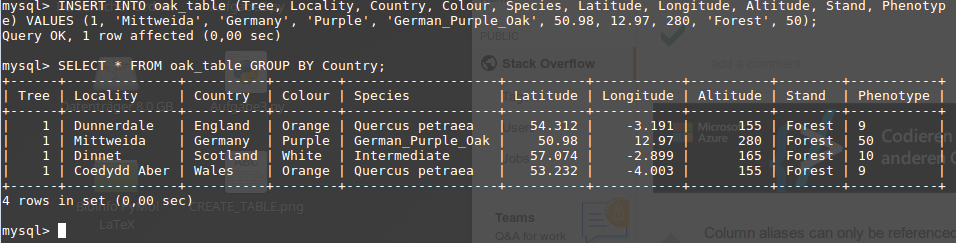 mysql> INSERT INTO oak_table (Tree, Locality, Country, Colour, Species, Latitude, Longitude, Altitude, Stand, Phenotyp
e) VALUES (1, 'Mittweida', 'Germany', 'Purple', 'German_Purple_Oak', 50.98, 12.97, 280, 'Forest', 50);
Query OK, 1 row affected (0,00 sec)
PUBLIC
Stack Overflow
add a comment
mysql> SELECT * FROM oak_table GROUP BY Country;
+------+--------------+----------+--------+-------------------+----------+-----------+----------+--------+-----------+
| Tree | Locality     | Country  | Colour | Species           | Latitude | Longitude | Altitude | Stand  | Phenotype |
+------+--------------+----------+--------+-------------------+----------+-----------+----------+--------+-----------+
|    1 | Dunnerdale   | England  | Orange | Quercus petraea   |   54.312 |    -3.191 |      155 | Forest | 9         |
|    1 | Mittweida    | Germany  | Purple | German_Purple_Oak |    50.98 |     12.97 |      280 | Forest | 50        |
|    1 | Dinnet       | Scotland | White  | Intermediate      |   57.074 |    -2.899 |      165 | Forest | 10        |
|    1 | Coedydd Aber | Wales    | Orange | Quercus petraea   |   53.232 |    -4.003 |      155 | Forest | 9         |
+------+--------------+----------+--------+-------------------+----------+-----------+----------+--------+-----------+
4 rows in set (0,00 sec)
mysql>
Microsoft
Azure
Codieren
anderen
Jobs
CREATE_TABLE.png
LaTeX
Teams
Q&A for work
Column aliases can only be referenced